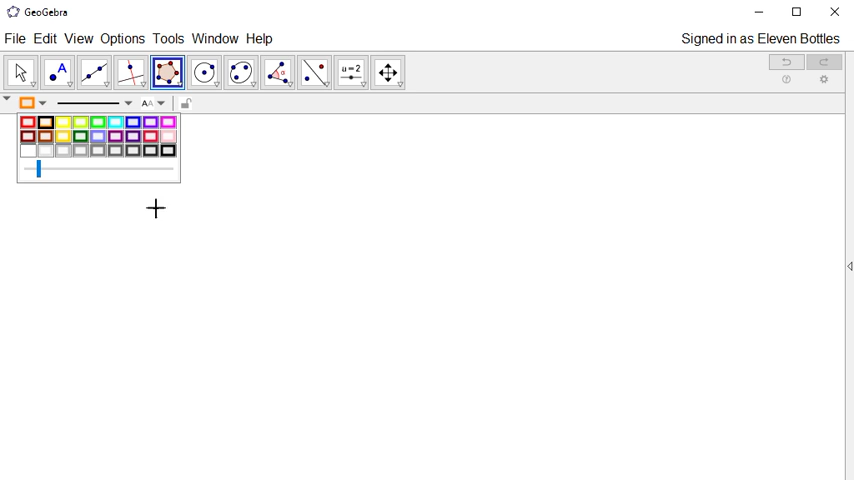 GeoGebra
File Edit View Options Tools Window Help
Signed in as Eleven Bottles
A
α
a=2
AA